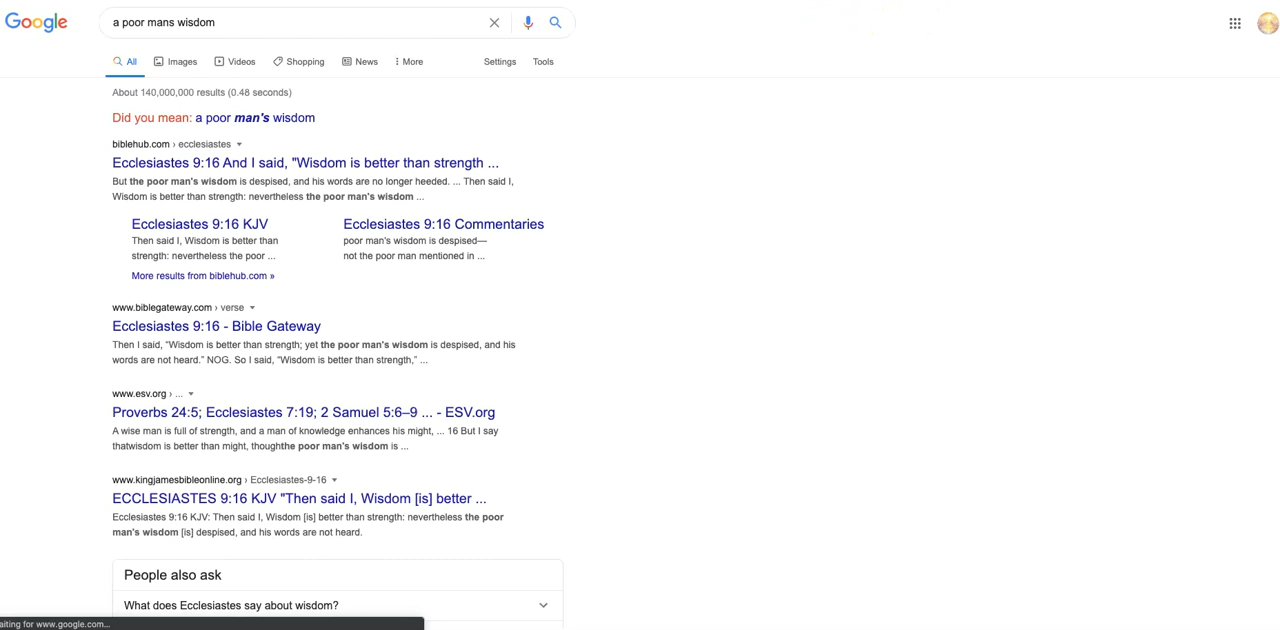 Google
a poor mans wisdom
All Images Videos Shopping News More Settings Tools
About 140,000,000 results (0.48 seconds)
Did you mean: a poor man's wisdom
biblehub.com › ecclesiastes
Ecclesiastes 9:16 And I said, "Wisdom is better than strength ...
But the poor man's wisdom is despised, and his words are no longer heeded. ... Then said I,
Wisdom is better than strength: nevertheless the poor man's wisdom ...
Ecclesiastes 9:16 KJV
Then said I, Wisdom is better than
strength: nevertheless the poor ...
Ecclesiastes 9:16 Commentaries
poor man's wisdom is despised—
not the poor man mentioned in ...
More results from biblehub.com »
www.biblegateway.com › verse
Ecclesiastes 9:16 - Bible Gateway
Then I said, “Wisdom is better than strength; yet the poor man's wisdom is despised, and his
words are not heard.” NOG. So I said, “Wisdom is better than strength,” ...
www.esv.org › ...
Proverbs 24:5; Ecclesiastes 7:19; 2 Samuel 5:6–9 ... - ESV.org
A wise man is full of strength, and a man of knowledge enhances his might, ... 16 But I say
thatwisdom is better than might, thoughthe poor man's wisdom is ...
www.kingjamesbibleonline.org › Ecclesiastes-9-16
ECCLESIASTES 9:16 KJV "Then said I, Wisdom [is] better ...
Ecclesiastes 9:16 KJV: Then said I, Wisdom [is] better than strength: nevertheless the poor
man's wisdom [is] despised, and his words are not heard.
People also ask
What does Ecclesiastes say about wisdom?
aiting for www.google.com...